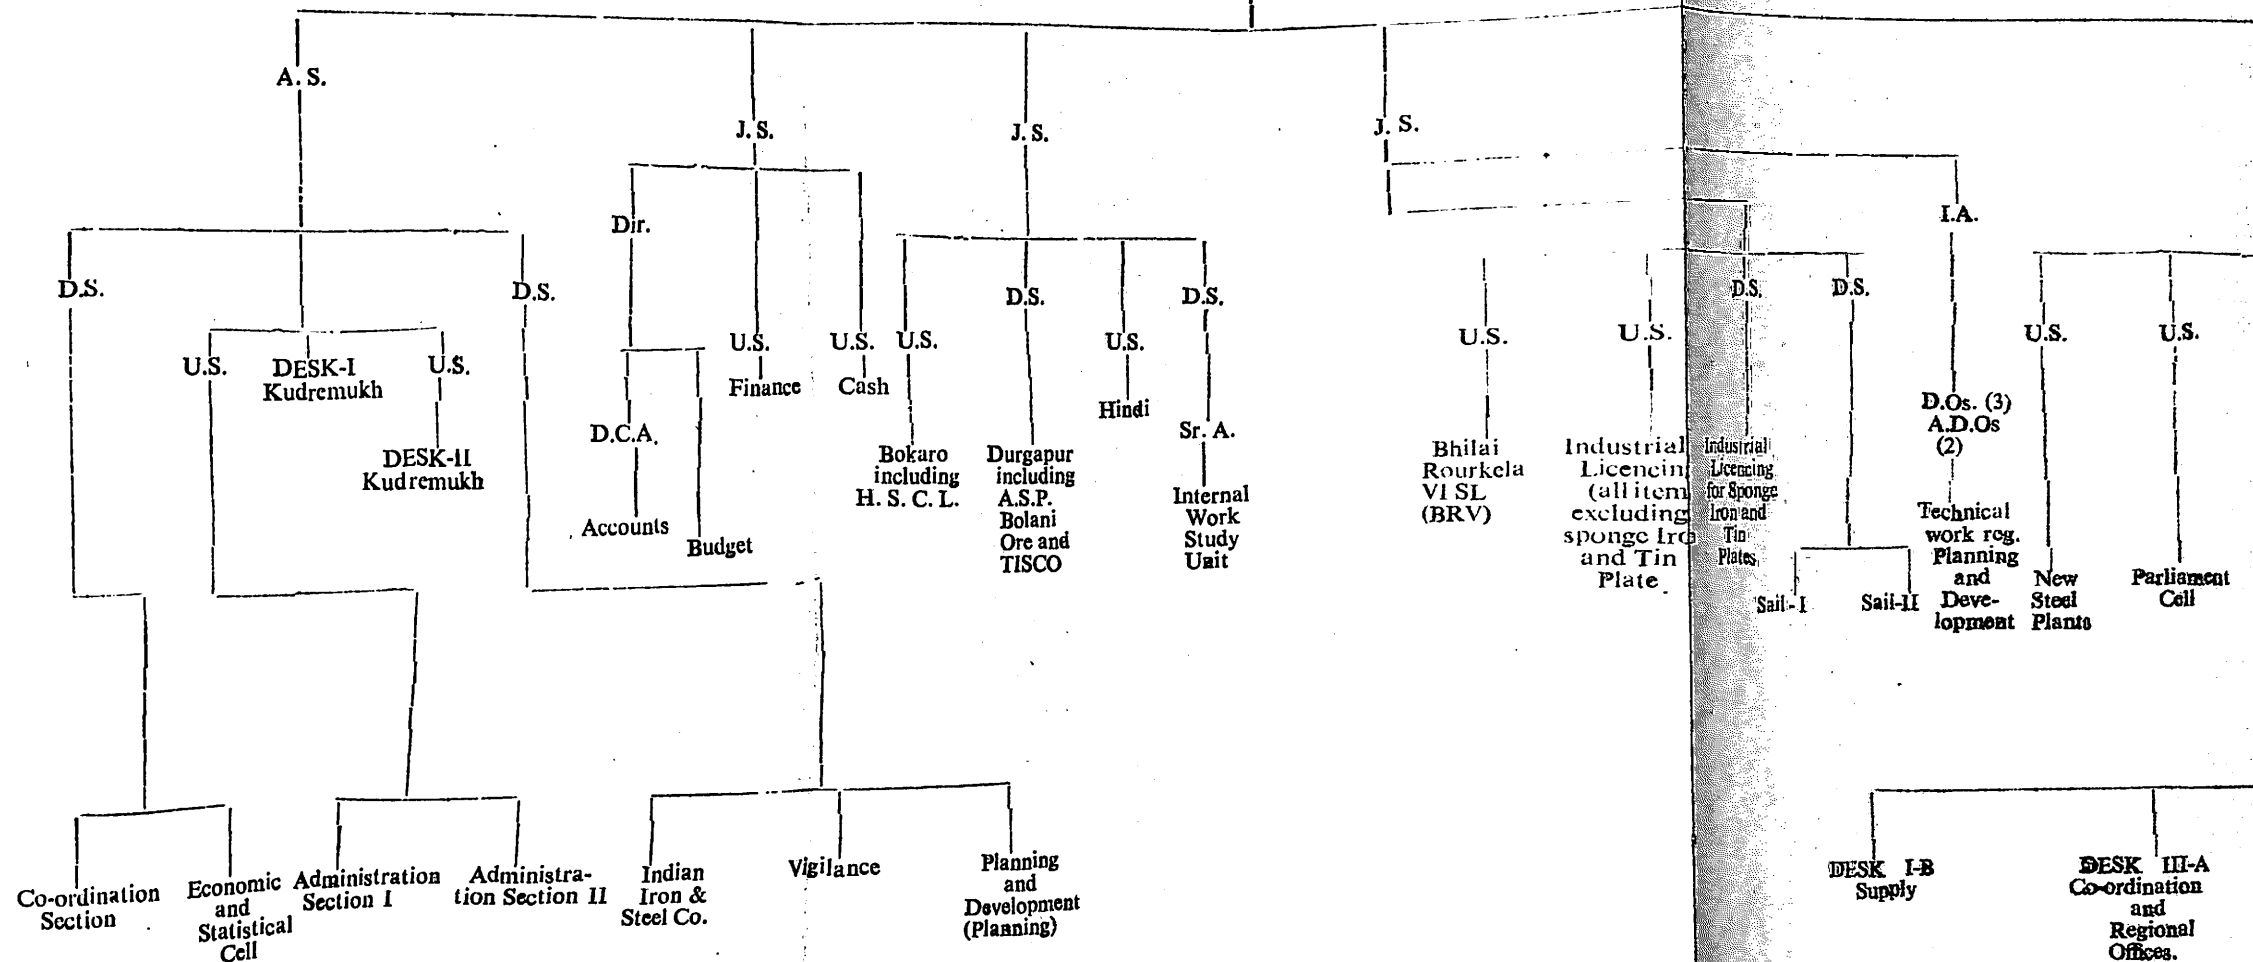 A. S.
J. S.
J. S.
J. S.
Dir.
I.A.
D.S.
D.S.
D.S.
D.S.
D.S.
D.S.
U.S.
DESK-I
Kudremukh
U.S.
U.S.
Finance
U.S.
Cash
U.S.
U.S.
Hindi
U.S.
U.S.
U.S.
U.S.
DESK-II
Kudremukh
D.C.A.
Accounts
Budget
Bokaro
including
H. S. C. L.
Durgapur
including
A.S.P.
Bolani
Ore and
TISCO
Sr. A.
Internal
Work
Study
Unit
Bhilai
Rourkela
VI SL
(BRV)
Industrial
Licencin
(all item
excluding
sponge Iro
and Tin
Plate
Industrial
Licencing
for Sponge
Iron and
Tin
Plates
Sail-I
Sail-II
D.Os. (3)
A.D.Os
(2)
Technical
work reg.
Planning
and
Deve-
lopment
New
Steel
Plants
Parliament
Cell
Co-ordination
Section
Economic
and
Statistical
Cell
Administration
Section I
Administra-
tion Section II
Indian
Iron &
Steel Co.
Vigilance
Planning
and
Development
(Planning)
DESK I-B
Supply
DESK III-A
Co-ordination
and
Regional
Offices.